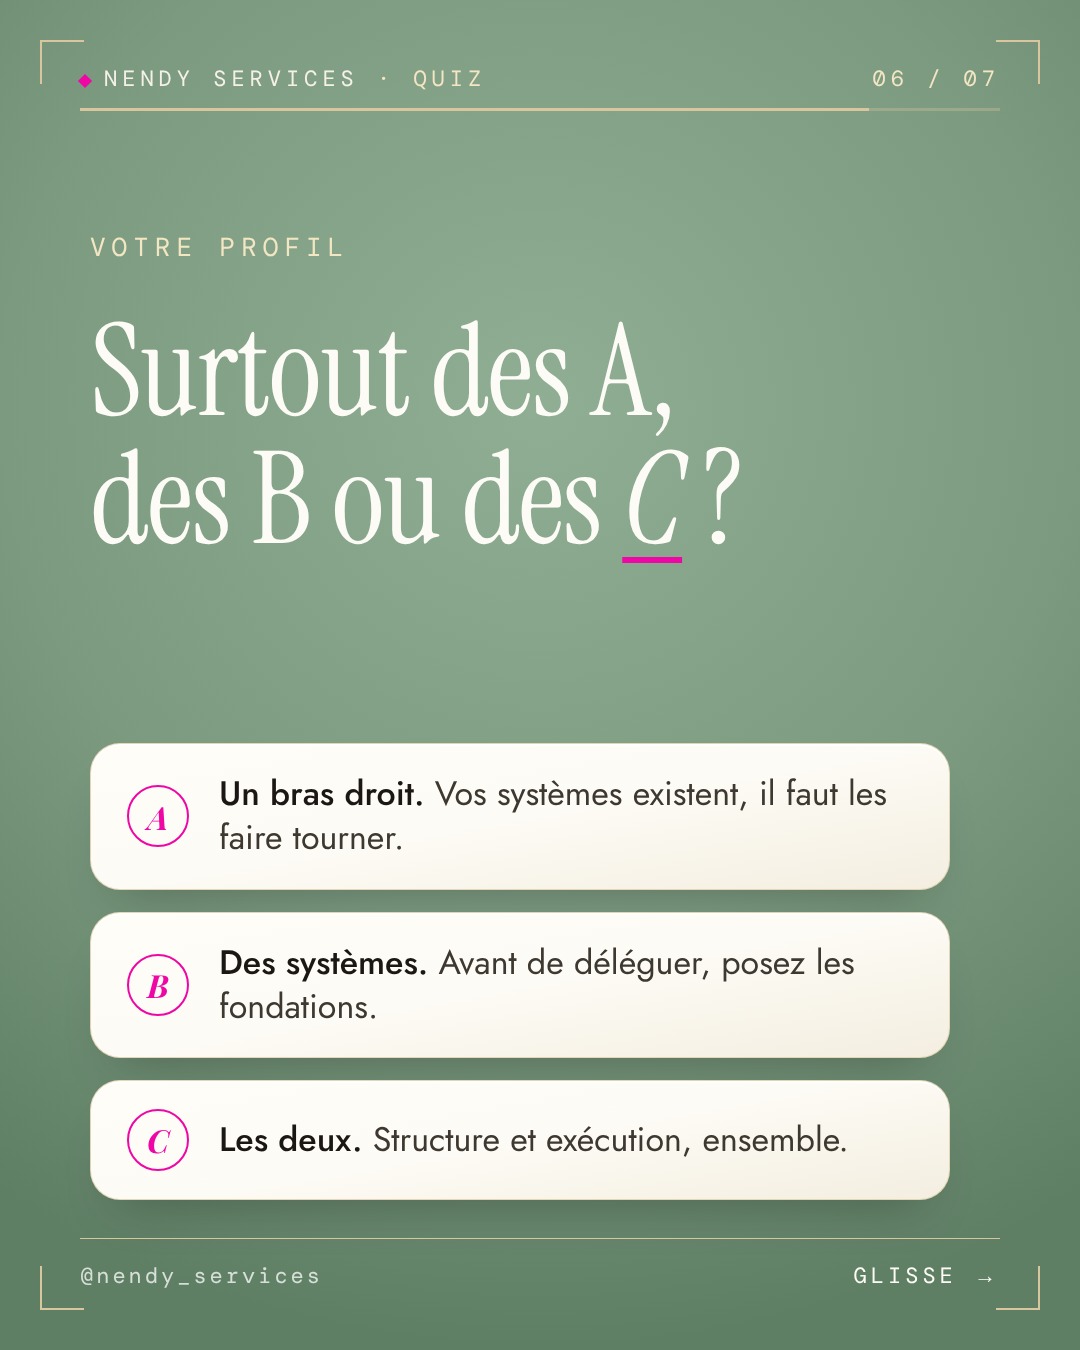 ◆ NENDY SERVICES · QUIZ
06 / 07
VOTRE PROFIL
Surtout des A,
des B ou des C ?
A
Un bras droit. Vos systèmes existent, il faut les
faire tourner.
B
Des systèmes. Avant de déléguer, posez les
fondations.
C
Les deux. Structure et exécution, ensemble.
@nendy_services
GLISSE →